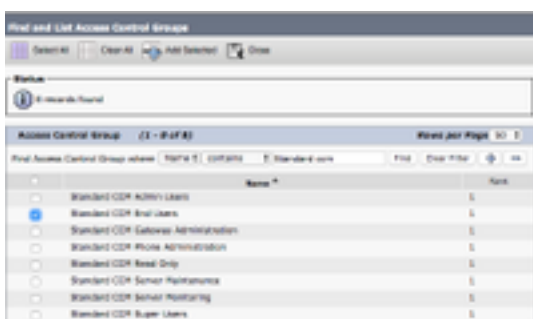 Find and List Access Control Groups
Select All Clear All Add Selected Close
Status
8 records found
Access Control Group (1 - 8 of 8) Rows per Page 50
Find Access Control Group where Name contains Standard ccm Find Clear Filter
Name Rank
Standard CCM Admin Users 1
Standard CCM End Users 1
Standard CCM Gateway Administration 1
Standard CCM Phone Administration 1
Standard CCM Read Only 1
Standard CCM Server Maintenance 1
Standard CCM Server Monitoring 1
Standard CCM Super Users 1